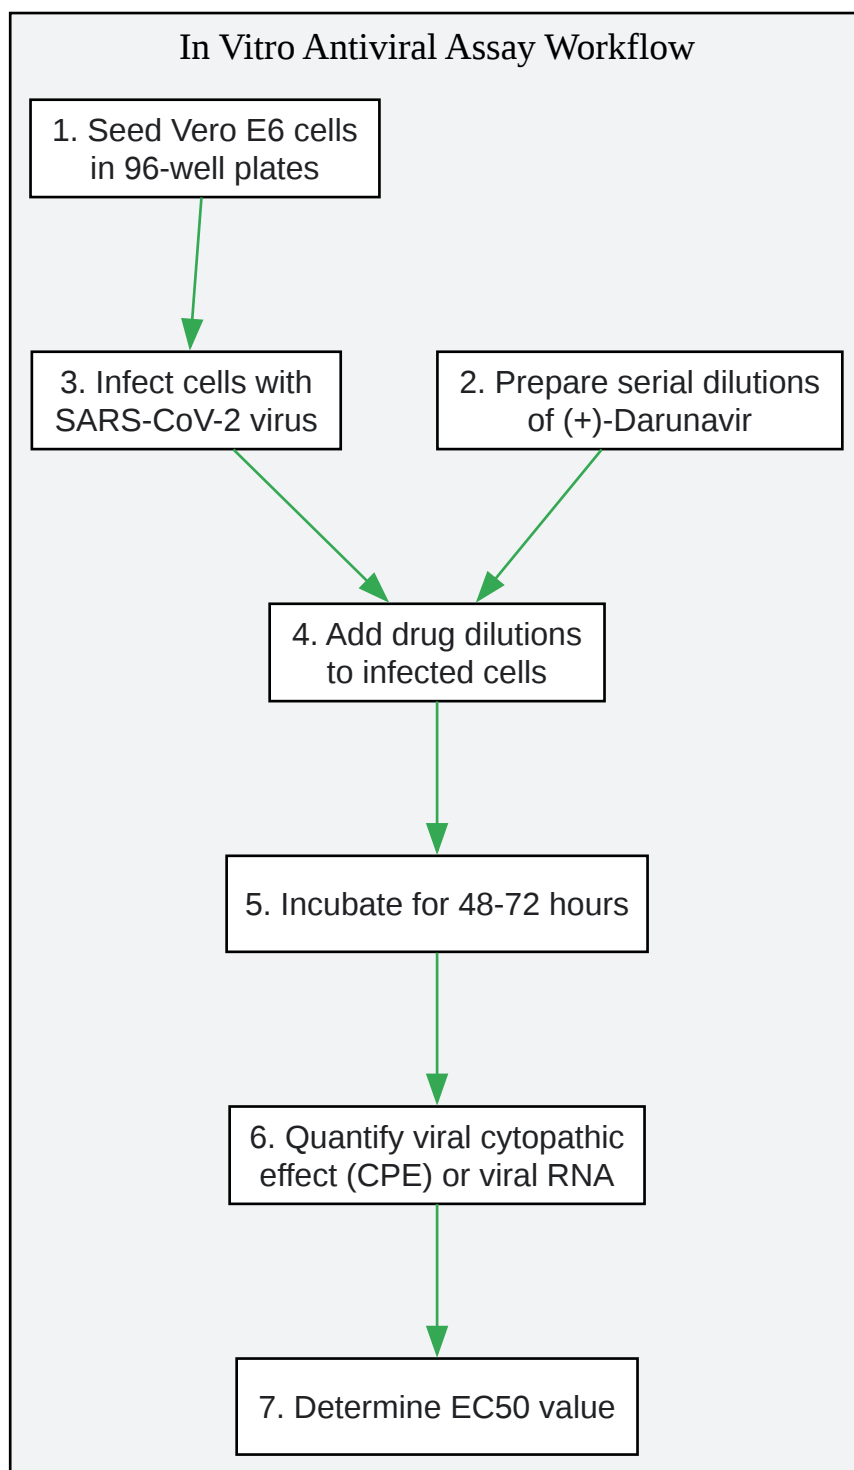 In Vitro Antiviral Assay Workflow
1. Seed Vero E6 cells
in 96-well plates
3. Infect cells with
SARS-CoV-2 virus
2. Prepare serial dilutions
of (+)-Darunavir
4. Add drug dilutions
to infected cells
5. Incubate for 48-72 hours
6. Quantify viral cytopathic
effect (CPE) or viral RNA
7. Determine EC50 value